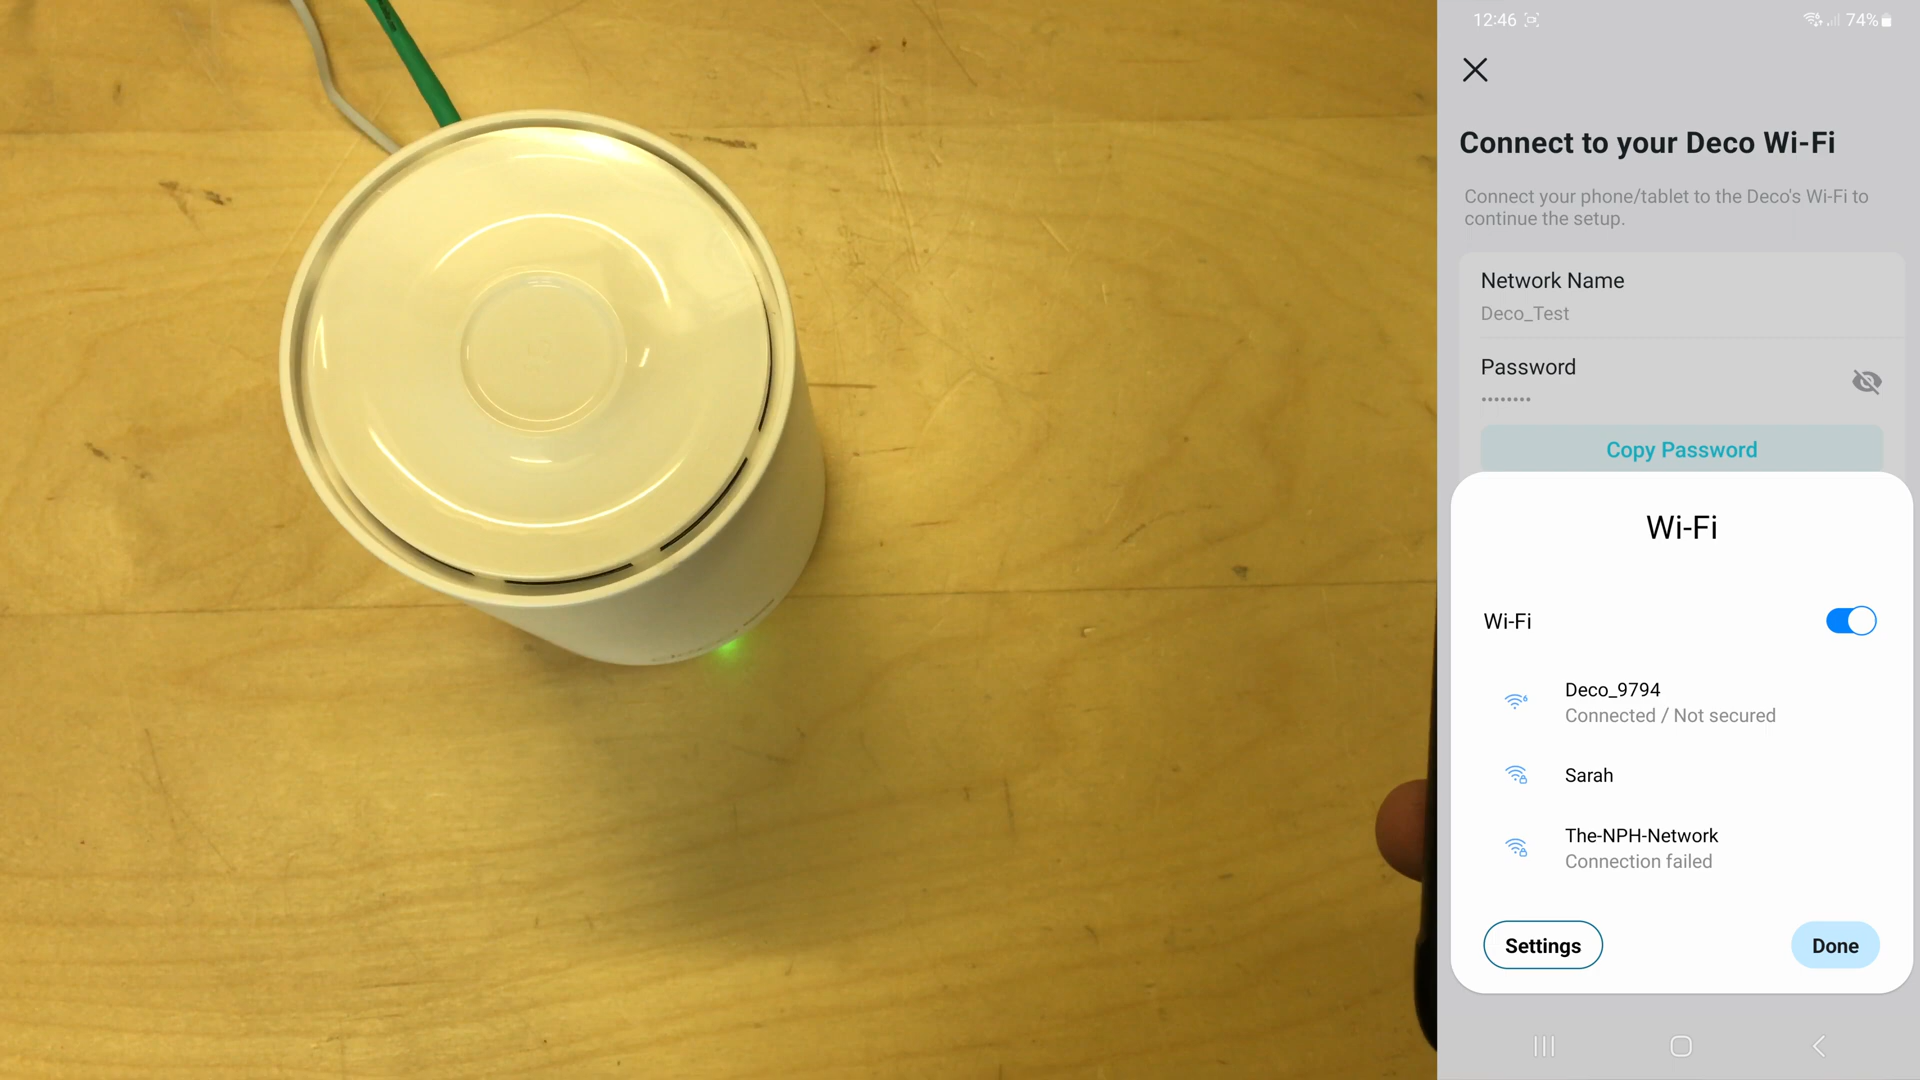 12:46
74%
Connect to your Deco Wi-Fi
Connect your phone/tablet to the Deco's Wi-Fi to
continue the setup.
Network Name
Deco_Test
Password
••••••••
Copy Password
Wi-Fi
Wi-Fi
Deco_9794
Connected / Not secured
Sarah
The-NPH-Network
Connection failed
Settings
Done